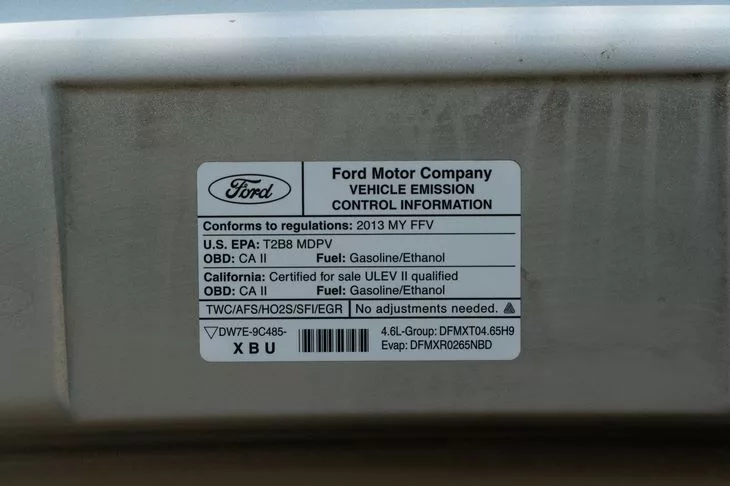 Ford
Ford Motor Company
VEHICLE EMISSION
CONTROL INFORMATION
Conforms to regulations: 2013 MY FFV
U.S. EPA: T2B8 MDPV
OBD: CA II Fuel: Gasoline/Ethanol
California: Certified for sale ULEV II qualified
OBD: CA II Fuel: Gasoline/Ethanol
TWC/AFS/HO2S/SFI/EGR No adjustments needed.
DW7E-9C485- 4.6L-Group: DFMXT04.65H9
XBU Evap: DFMXR0265NBD